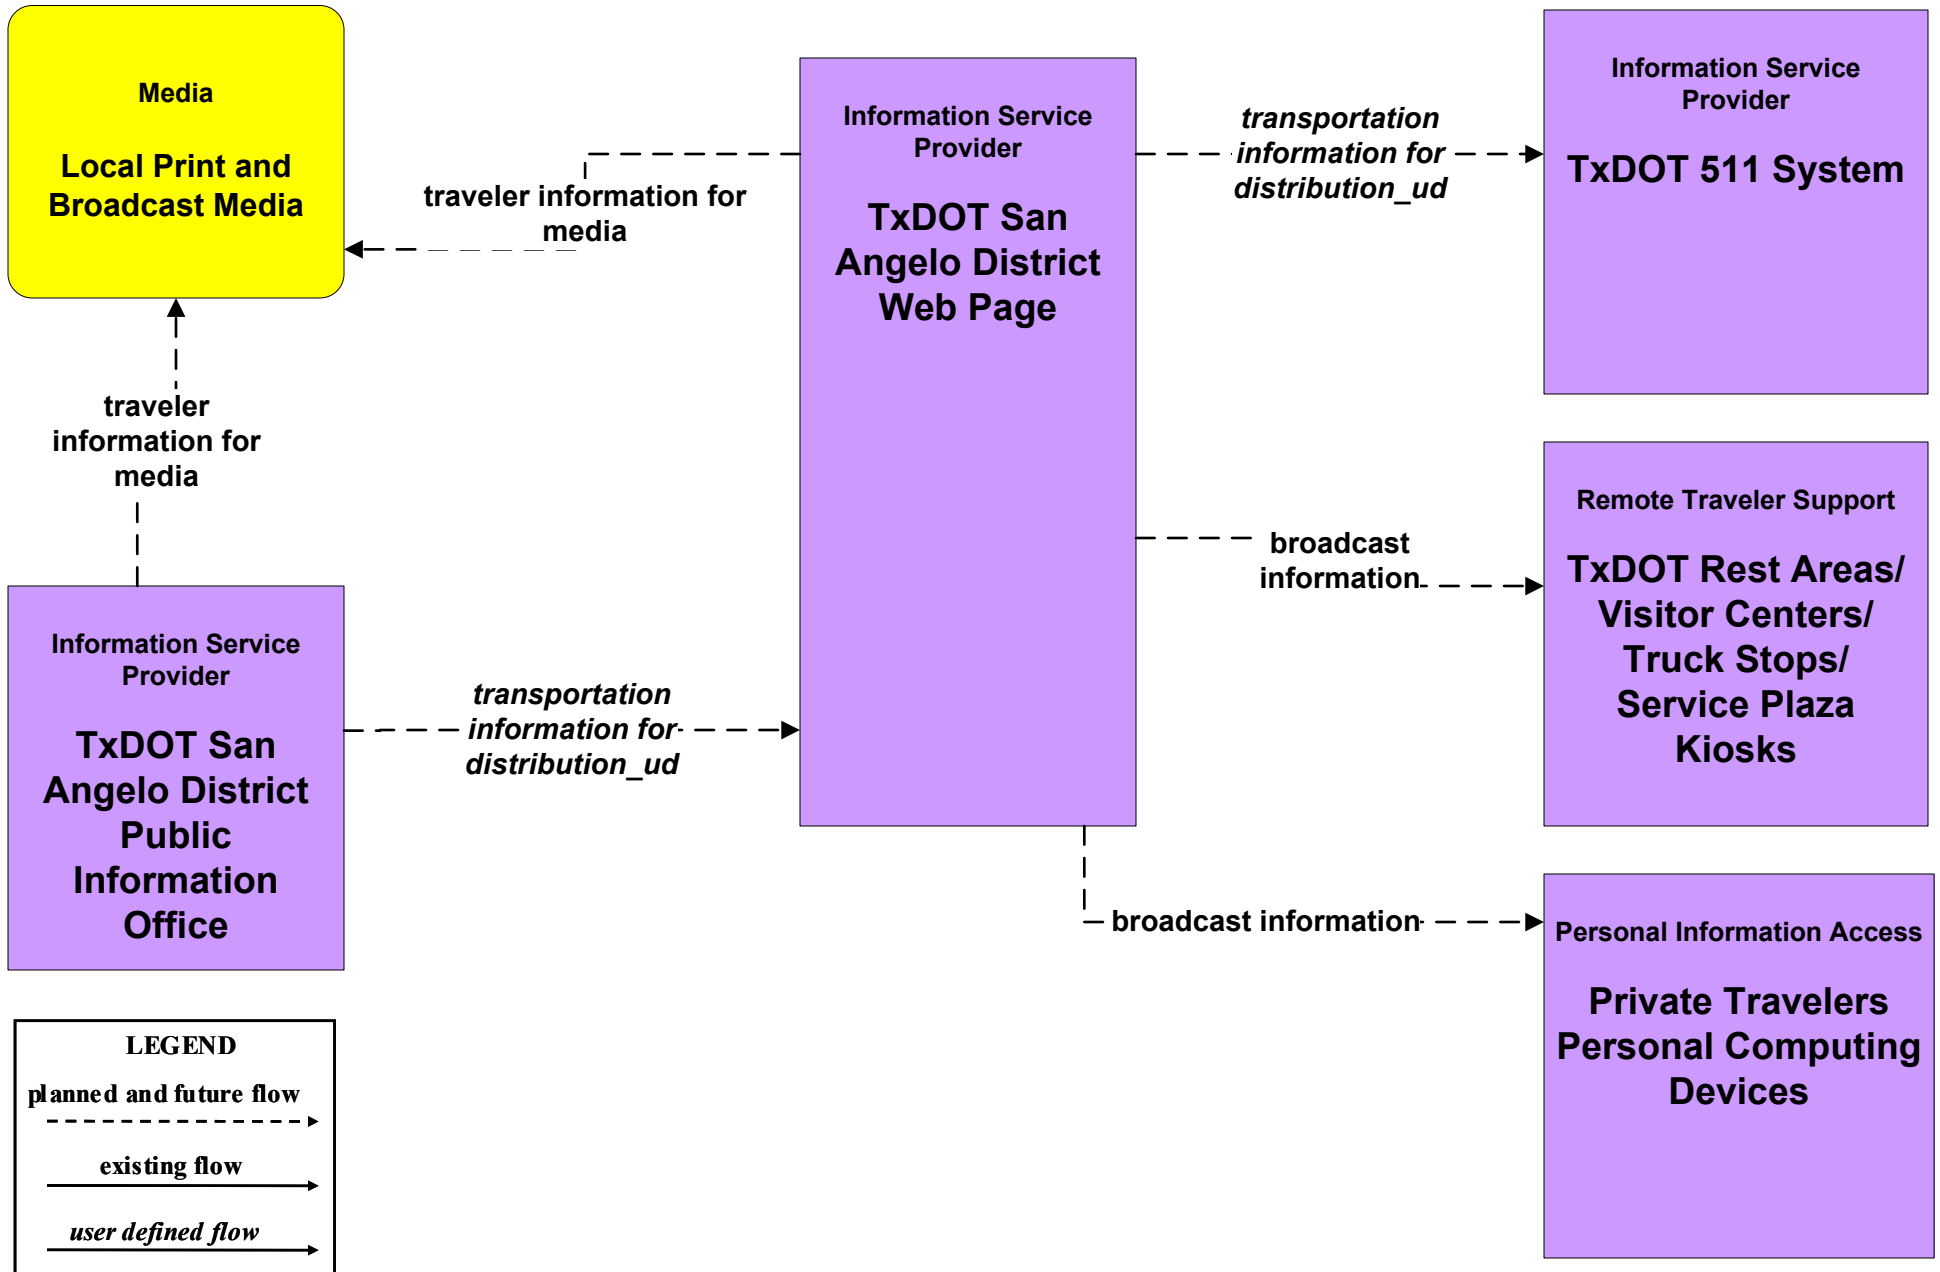 Media
Local Print and
Broadcast Media
traveler information for
media
Information Service
Provider
TxDOT San
Angelo District
Web Page
transportation
information for
distribution_ud
Information Service
Provider
TxDOT 511 System
traveler
information for
media
broadcast
information
Remote Traveler Support
TxDOT Rest Areas/
Visitor Centers/
Truck Stops/
Service Plaza
Kiosks
Information Service
Provider
TxDOT San
Angelo District
Public
Information
Office
transportation
information for
distribution_ud
broadcast information
Personal Information Access
Private Travelers
Personal Computing
Devices
LEGEND
planned and future flow
existing flow
user defined flow